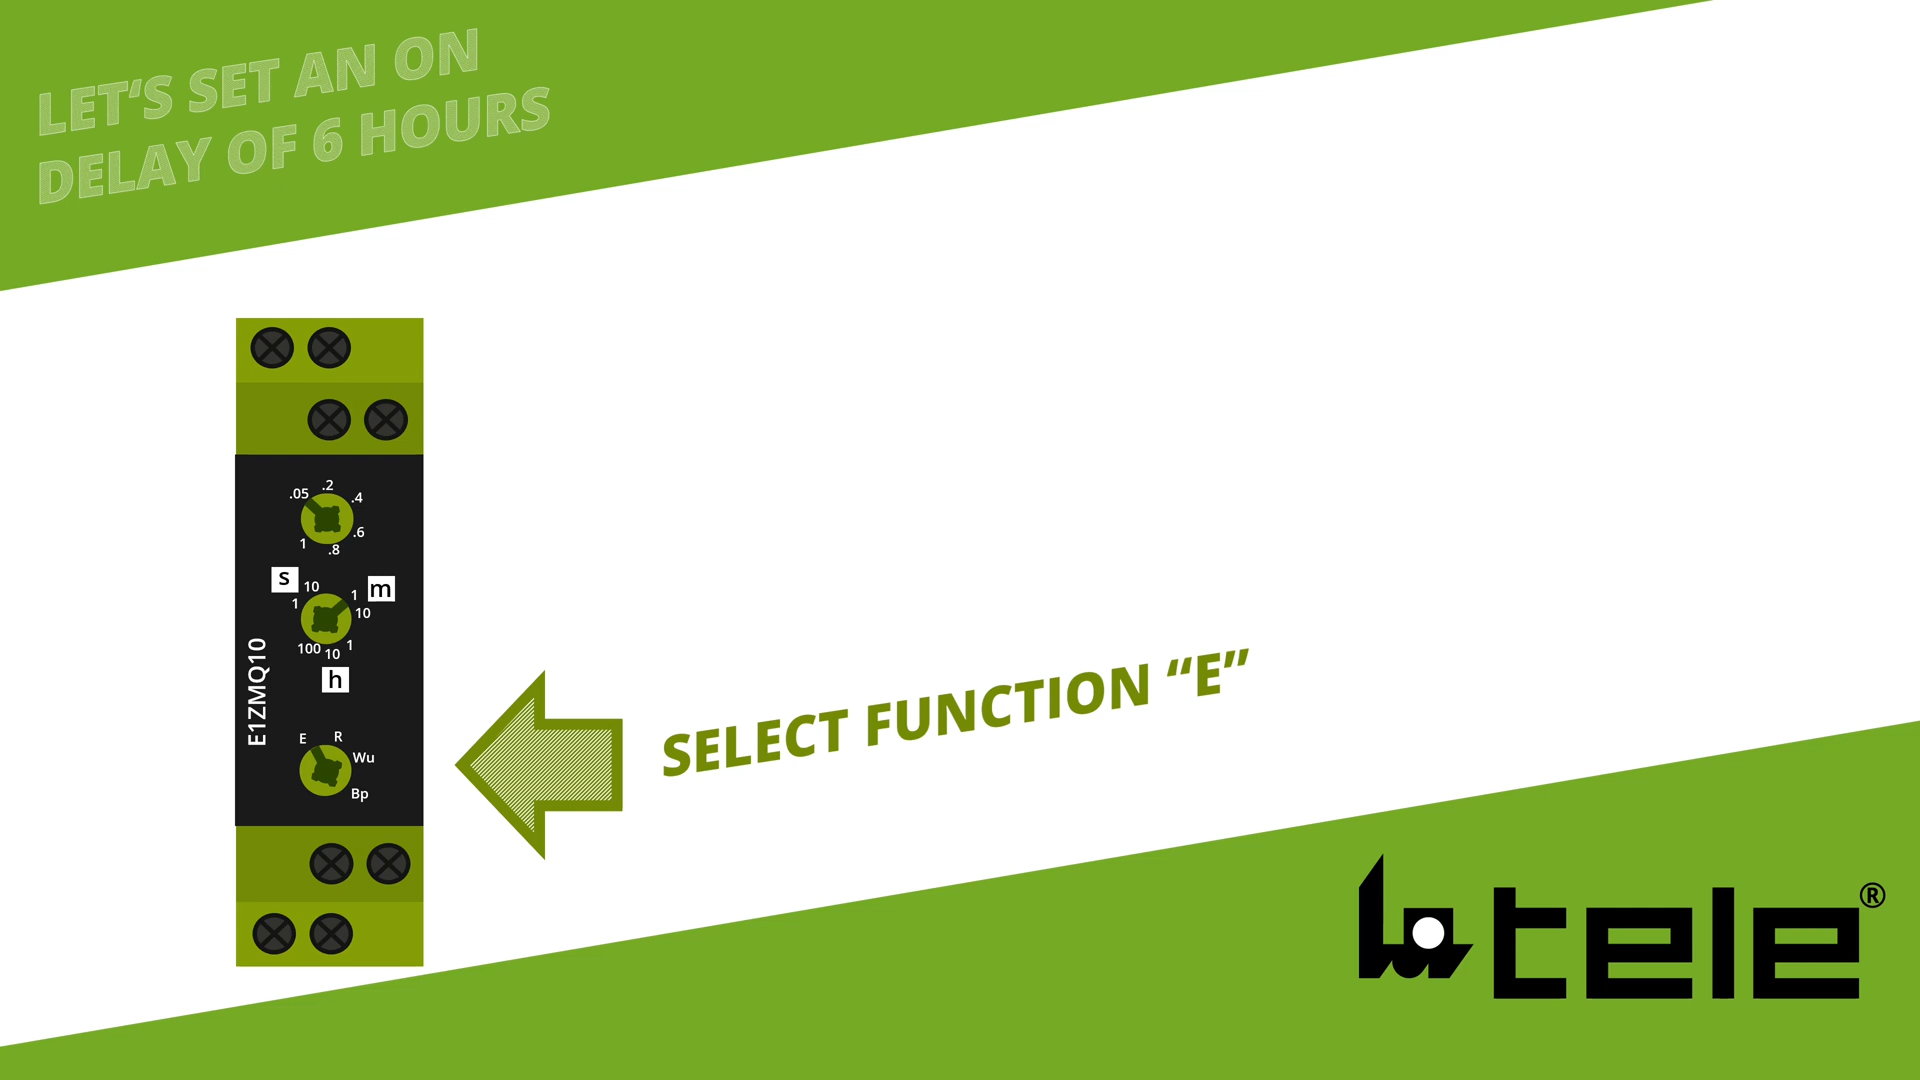 LET‘S SET AN ON
DELAY OF 6 HOURS
.05 .2 .4
.6
1 .8
s 10 1 m
1 10
100 10 1
h
E1ZMQ10
E R
Wu
Bp
SELECT FUNCTION “E”
tele®